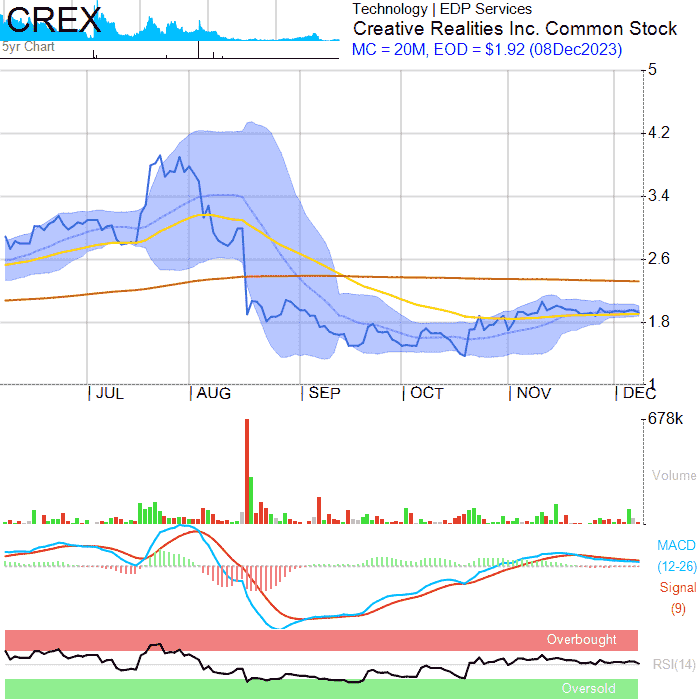 CREX
5yr Chart
Technology | EDP Services
Creative Realities Inc. Common Stock
MC = 20M, EOD = $1.92 (08Dec2023)
5
4.2
3.4
2.6
1.8
1
JUL AUG SEP OCT NOV DEC
678k
Volume
MACD
(12-26)
Signal
(9)
Overbought
RSI(14)
Oversold